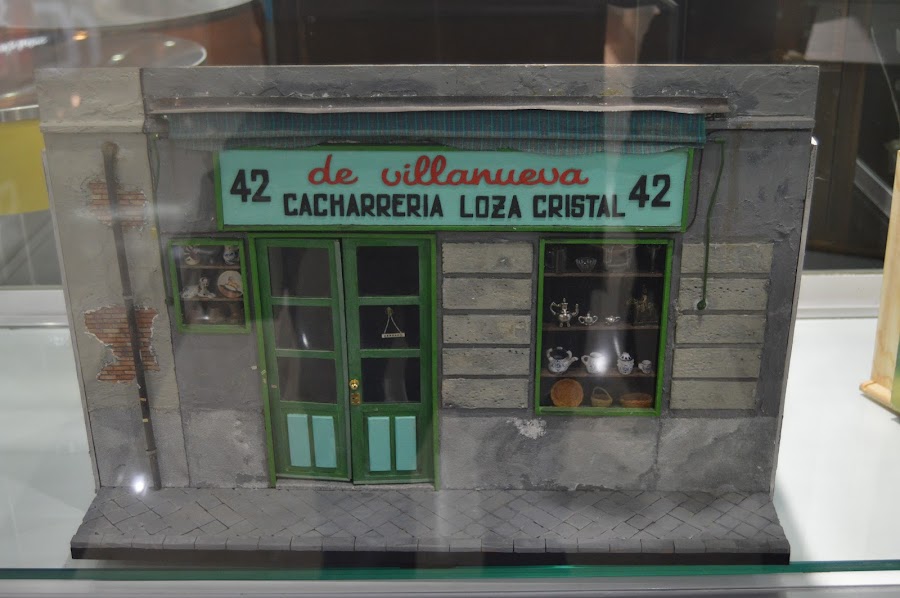 de villanueva
42 CACHARRERIA LOZA CRISTAL 42